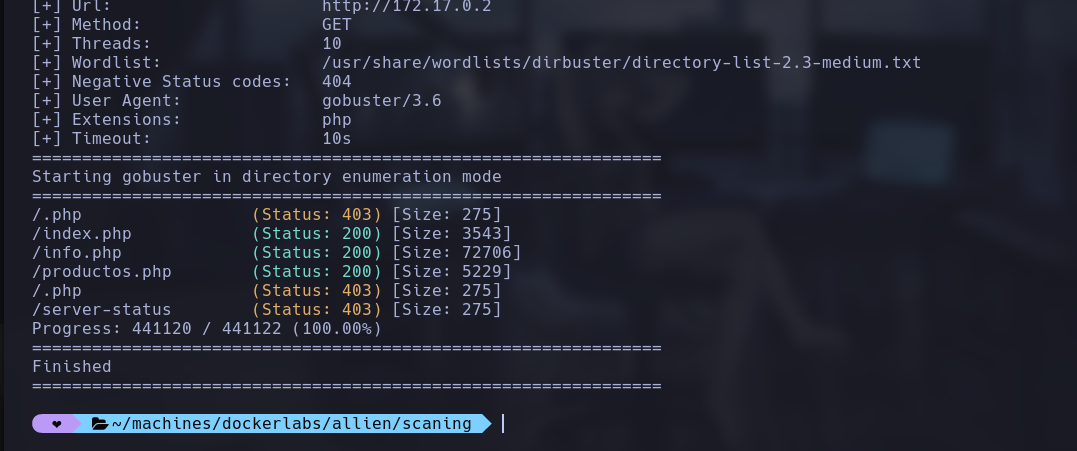 [+] Url:                     http://172.17.0.2
[+] Method:                  GET
[+] Threads:                 10
[+] Wordlist:                /usr/share/wordlists/dirbuster/directory-list-2.3-medium.txt
[+] Negative Status codes:   404
[+] User Agent:              gobuster/3.6
[+] Extensions:              php
[+] Timeout:                 10s
===============================================================
Starting gobuster in directory enumeration mode
===============================================================
/.php                 (Status: 403) [Size: 275]
/index.php            (Status: 200) [Size: 3543]
/info.php             (Status: 200) [Size: 72706]
/productos.php        (Status: 200) [Size: 5229]
/.php                 (Status: 403) [Size: 275]
/server-status        (Status: 403) [Size: 275]
Progress: 441120 / 441122 (100.00%)
===============================================================
Finished
===============================================================
~/machines/dockerlabs/allien/scaning